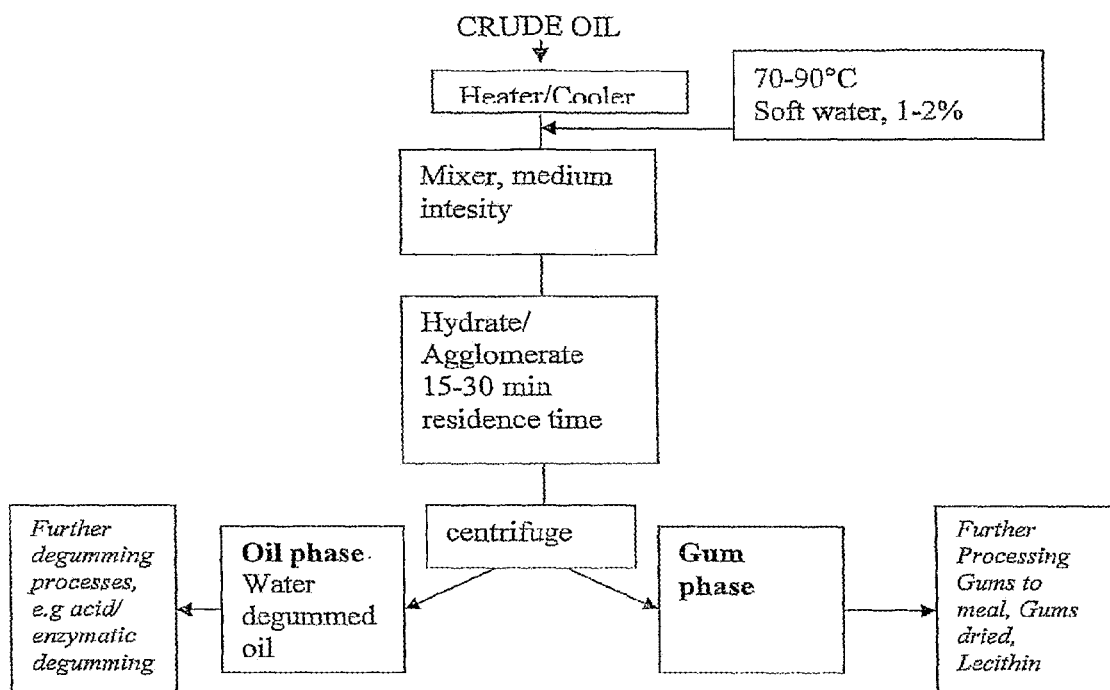 CRUDE OIL
Heater/Cooler
70-90°C
Soft water, 1-2%
Mixer, medium
intesity
Hydrate/
Agglomerate
15-30 min
residence time
centrifuge
Further
degumming
processes,
e.g acid/
enzymatic
degumming
Oil phase
Water
degummed
oil
Gum
phase
Further
Processing
Gums to
meal, Gums
dried,
Lecithin